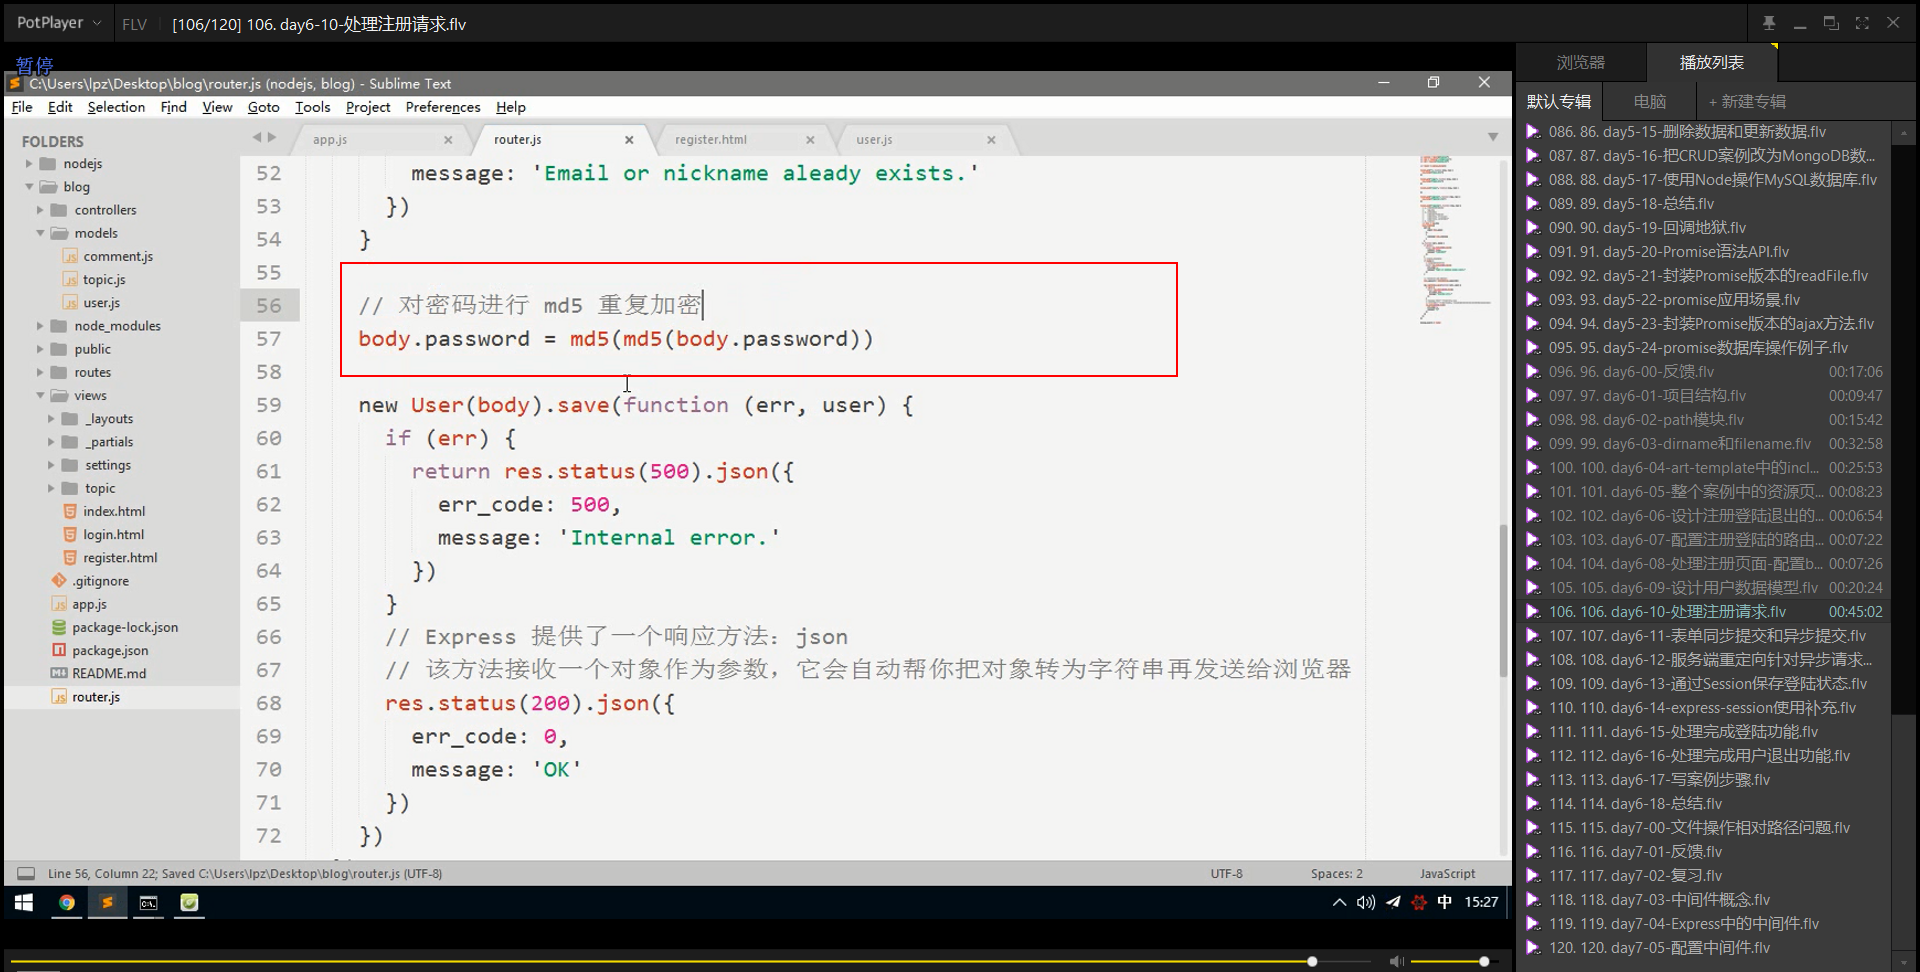 PotPlayer FLV [106/120] 106. day6-10-处理注册请求.flv
暂停
C:\Users\lpz\Desktop\blog\router.js (nodejs, blog) - Sublime Text
File Edit Selection Find View Goto Tools Project Preferences Help
FOLDERS
nodejs
blog
controllers
models
comment.js
topic.js
user.js
node_modules
public
routes
views
_layouts
_partials
settings
topic
index.html
login.html
register.html
.gitignore
app.js
package-lock.json
package.json
README.md
router.js
app.js router.js register.html user.js
52 message: 'Email or nickname aleady exists.'
53 })
54 }
55
56 // 对密码进行 md5 重复加密
57 body.password = md5(md5(body.password))
58
59 new User(body).save(function (err, user) {
60 if (err) {
61 return res.status(500).json({
62 err_code: 500,
63 message: 'Internal error.'
64 })
65 }
66 // Express 提供了一个响应方法：json
67 // 该方法接收一个对象作为参数，它会自动帮你把对象转为字符串再发送给浏览器
68 res.status(200).json({
69 err_code: 0,
70 message: 'OK'
71 })
72 })
Line 56, Column 22; Saved C:\Users\lpz\Desktop\blog\router.js (UTF-8) UTF-8 Spaces: 2 JavaScript
中 15:27
浏览器 播放列表
默认专辑 电脑 + 新建专辑
086. 86. day5-15-删除数据和更新数据.flv
087. 87. day5-16-把CRUD案例改为MongoDB数...
088. 88. day5-17-使用Node操作MySQL数据库.flv
089. 89. day5-18-总结.flv
090. 90. day5-19-回调地狱.flv
091. 91. day5-20-Promise语法API.flv
092. 92. day5-21-封装Promise版本的readFile.flv
093. 93. day5-22-promise应用场景.flv
094. 94. day5-23-封装Promise版本的ajax方法.flv
095. 95. day5-24-promise数据库操作例子.flv
096. 96. day6-00-反馈.flv 00:17:06
097. 97. day6-01-项目结构.flv 00:09:47
098. 98. day6-02-path模块.flv 00:15:42
099. 99. day6-03-dirname和filename.flv 00:32:58
100. 100. day6-04-art-template中的incl... 00:25:53
101. 101. day6-05-整个案例中的资源页... 00:08:23
102. 102. day6-06-设计注册登陆退出的... 00:06:54
103. 103. day6-07-配置注册登陆的路由... 00:07:22
104. 104. day6-08-处理注册页面-配置b... 00:07:26
105. 105. day6-09-设计用户数据模型.flv 00:20:24
106. 106. day6-10-处理注册请求.flv 00:45:02
107. 107. day6-11-表单同步提交和异步提交.flv
108. 108. day6-12-服务端重定向针对异步请求...
109. 109. day6-13-通过Session保存登陆状态.flv
110. 110. day6-14-express-session使用补充.flv
111. 111. day6-15-处理完成登陆功能.flv
112. 112. day6-16-处理完成用户退出功能.flv
113. 113. day6-17-写案例步骤.flv
114. 114. day6-18-总结.flv
115. 115. day7-00-文件操作相对路径问题.flv
116. 116. day7-01-反馈.flv
117. 117. day7-02-复习.flv
118. 118. day7-03-中间件概念.flv
119. 119. day7-04-Express中的中间件.flv
120. 120. day7-05-配置中间件.flv